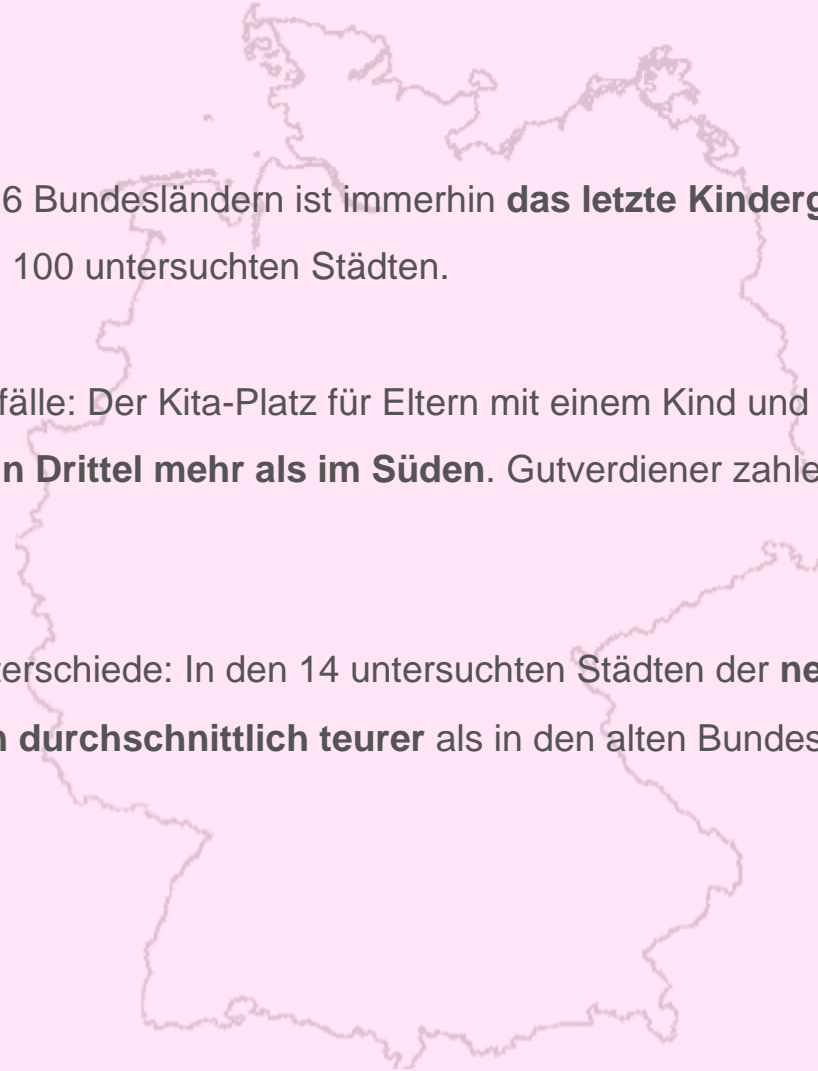 6 Bundesländern ist immerhin das letzte Kinderg
100 untersuchten Städten.
fälle: Der Kita-Platz für Eltern mit einem Kind und
n Drittel mehr als im Süden. Gutverdiener zahle
terschiede: In den 14 untersuchten Städten der ne
n durchschnittlich teurer als in den alten Bundes